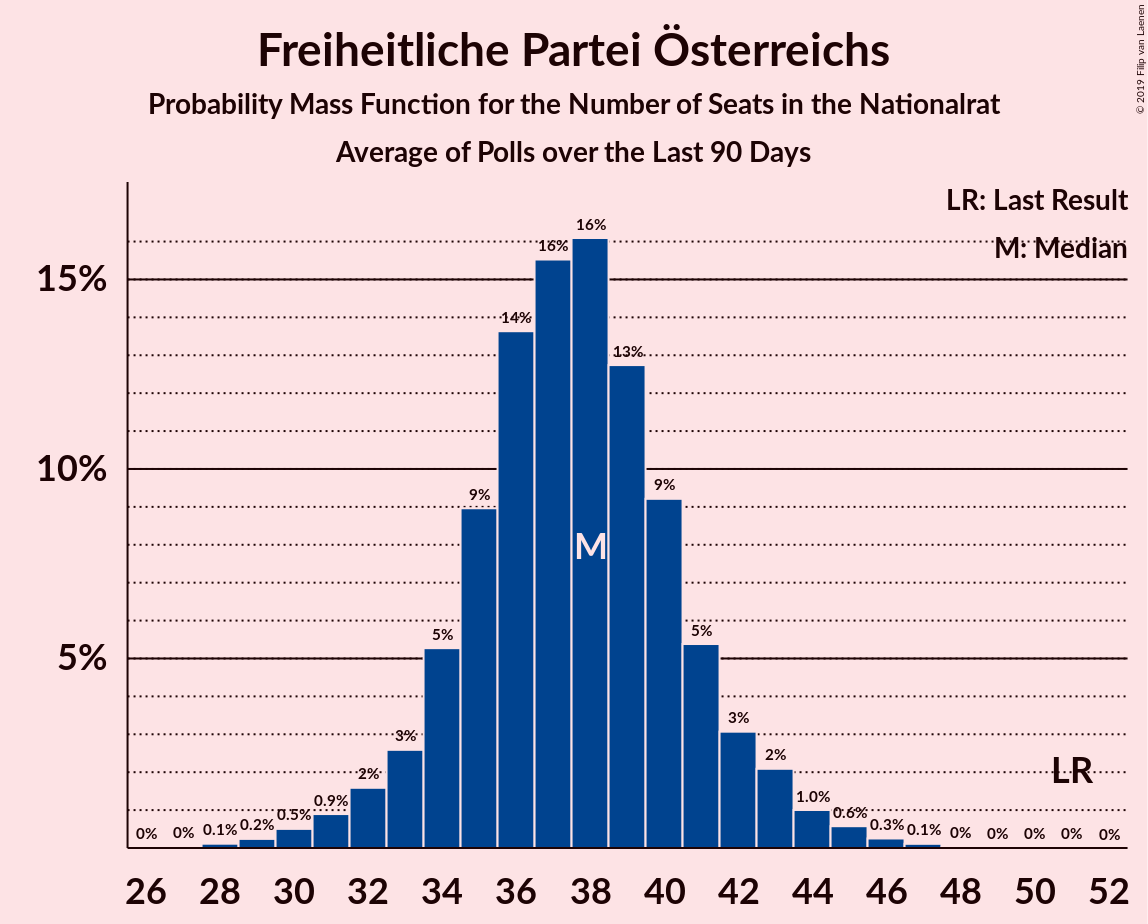 Freiheitliche Partei Österreichs
Probability Mass Function for the Number of Seats in the Nationalrat
Average of Polls over the Last 90 Days
© 2019 Filip van Laenen
LR: Last Result
M: Median
15%
10%
5%
0% 0% 0.1% 0.2% 0.5% 0.9% 2% 3% 5% 9% 14% 16% 16% 13% 9% 5% 3% 2% 1.0% 0.6% 0.3% 0.1% 0% 0% 0% 0% 0%
M
LR
26 28 30 32 34 36 38 40 42 44 46 48 50 52